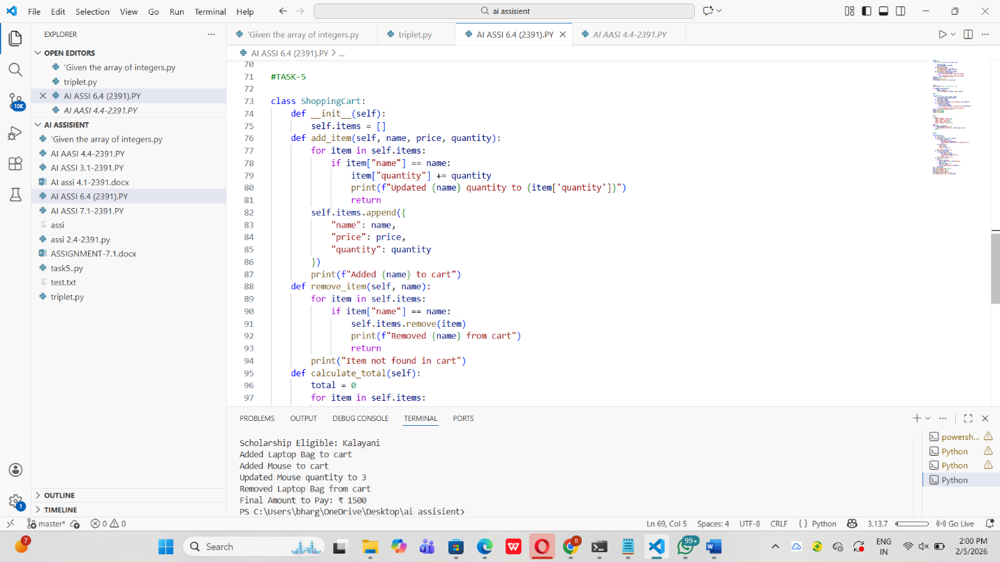 File Edit Selection View Go Run Terminal Help
ai assisient
EXPLORER
'Given the array of integers.py
triplet.py
AI ASSI 6.4 (2391).PY
AI AASI 4.4-2391.PY
OPEN EDITORS
'Given the array of integers.py
triplet.py
AI ASSI 6.4 (2391).PY
AI AASI 4.4-2391.PY
AI ASSISIENT
'Given the array of integers.py
AI AASI 4.4-2391.PY
AI ASSI 3.1-2391.PY
AI assi 4.1-2391.docx
AI ASSI 6.4 (2391).PY
AI ASSI 7.1-2391.PY
assi
assi 2.4-2391.py
ASSIGNMENT-7.1.docx
task5..py
test.txt
triplet.py
OUTLINE
TIMELINE
10K
1
AI ASSI 6.4 (2391).PY > ...
70
71 #TASK-5
72
73 class ShoppingCart:
74 def __init__(self):
75 self.items = []
76 def add_item(self, name, price, quantity):
77 for item in self.items:
78 if item["name"] == name:
79 item["quantity"] += quantity
80 print(f"Updated {name} quantity to {item['quantity']}")
81 return
82 self.items.append({
83 "name": name,
84 "price": price,
85 "quantity": quantity
86 })
87 print(f"Added {name} to cart")
88 def remove_item(self, name):
89 for item in self.items:
90 if item["name"] == name:
91 self.items.remove(item)
92 print(f"Removed {name} from cart")
93 return
94 print("Item not found in cart")
95 def calculate_total(self):
96 total = 0
97 for item in self.items:
PROBLEMS OUTPUT DEBUG CONSOLE TERMINAL PORTS
Scholarship Eligible: Kalayani
Added Laptop Bag to cart
Added Mouse to cart
Updated Mouse quantity to 3
Removed Laptop Bag from cart
Final Amount to Pay: ₹ 1500
PS C:\Users\bharg\OneDrive\Desktop\ai assisient>
powersh...
Python
Python
Python
master* 0 0 Ln 69, Col 5 Spaces: 4 UTF-8 CRLF { } Python 3.13.7 Go Live
7 Search 8 99+ ENG IN 2:00 PM 2/5/2026